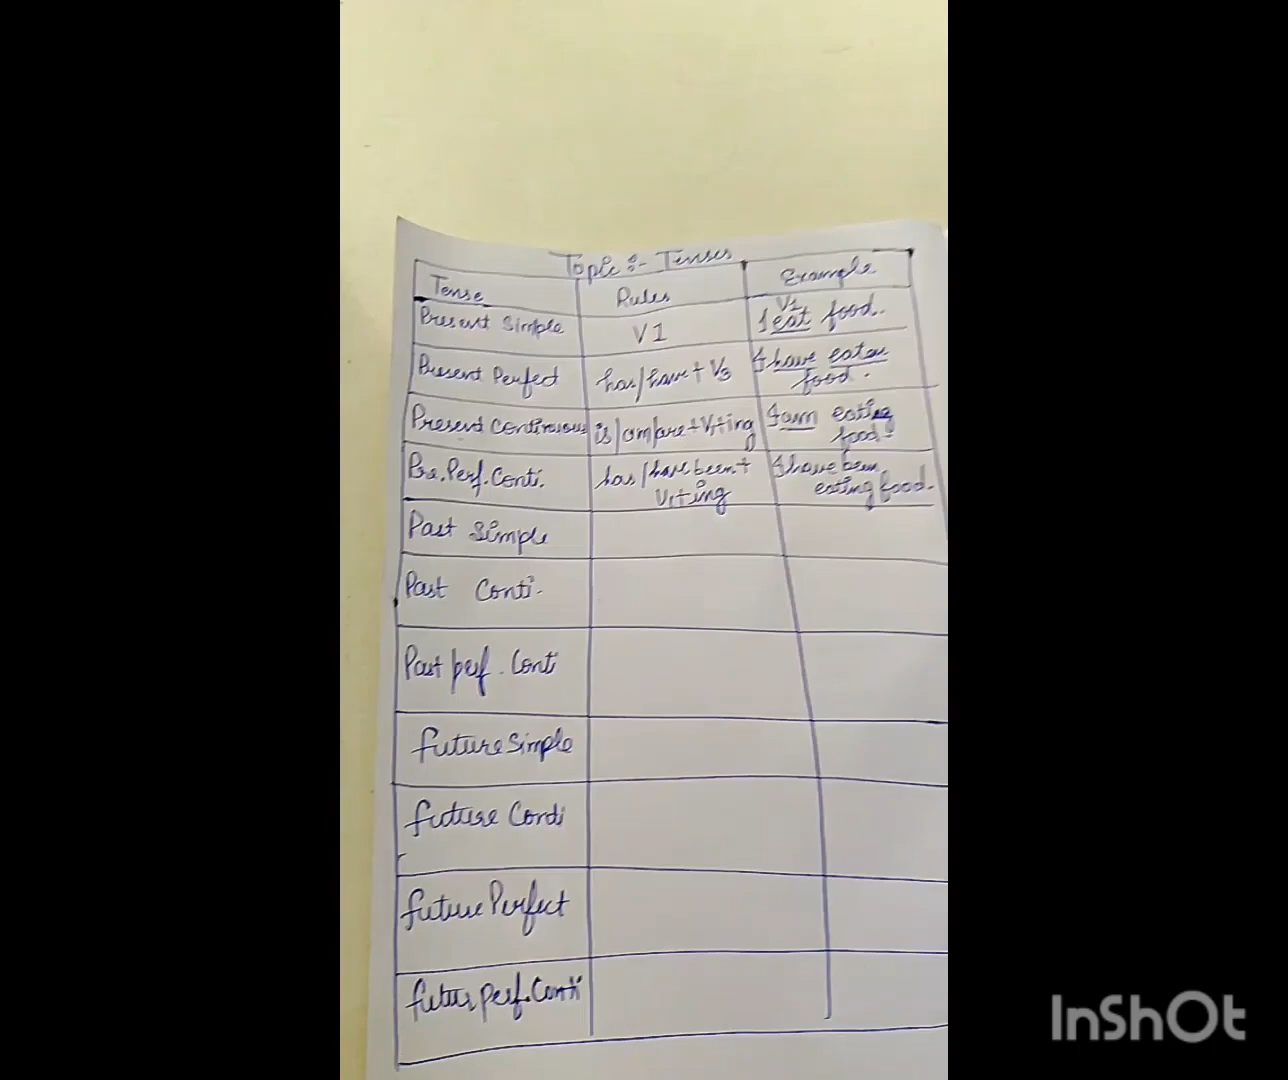 Topic :- Tenses
Tense Rules Example
Present Simple V1 V1
I eat food.
Present Perfect has/have + V3 I have eaten
food.
Present Continuous is/am/are + V1+ing I am eating
food.
Pre. Perf. Conti. has/have been + I have been
V1+ing eating food.
Past Simple
Past Conti.
Past perf. Conti
future Simple
future Conti
future Perfect
futur perf. Conti
InShOt